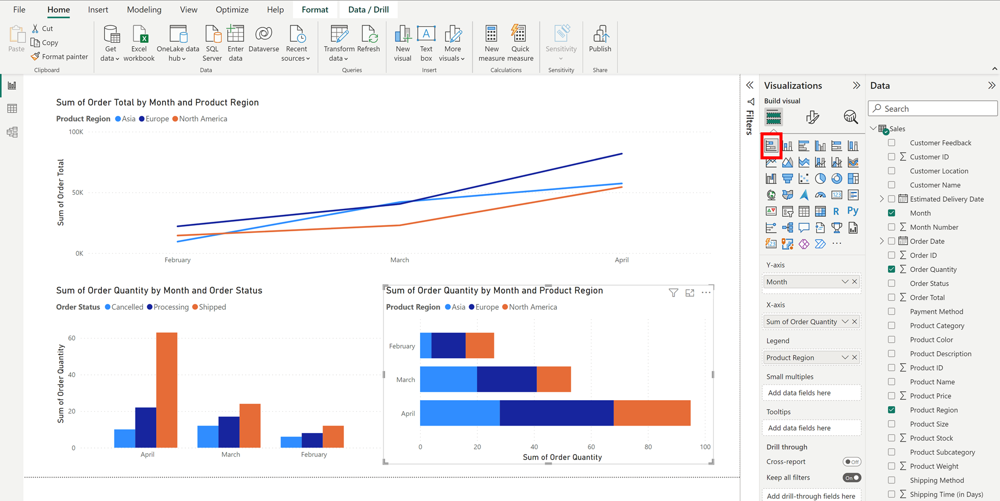 File Home Insert Modeling View Optimize Help Format Data / Drill
Paste
Cut
Copy
Format painter
Clipboard
Get data
Excel workbook
OneLake data hub
SQL Server
Enter data
Dataverse
Recent sources
Data
Transform data
Refresh
Queries
New visual
Text box
More visuals
Insert
New measure
Quick measure
Calculations
Sensitivity
Sensitivity
Publish
Share
Sum of Order Total by Month and Product Region
Product Region Asia Europe North America
100K
50K
0K
Sum of Order Total
February March April
Sum of Order Quantity by Month and Order Status
Order Status Cancelled Processing Shipped
60
40
20
0
Sum of Order Quantity
April March February
Sum of Order Quantity by Month and Product Region
Product Region Asia Europe North America
February
March
April
0 20 40 60 80 100
Sum of Order Quantity
Filters
Visualizations
Build visual
123
R
Py
123
Y-axis
Month
X-axis
Sum of Order Quantity
Legend
Product Region
Small multiples
Add data fields here
Tooltips
Add data fields here
Drill through
Cross-report Off
Keep all filters On
Add drill-through fields here
Data
Search
Sales
Customer Feedback
Customer ID
Customer Location
Customer Name
Estimated Delivery Date
Month
Month Number
Order Date
Order ID
Order Quantity
Order Status
Order Total
Payment Method
Product Category
Product Color
Product Description
Product ID
Product Name
Product Price
Product Region
Product Size
Product Stock
Product Subcategory
Product Weight
Shipping Method
Shipping Time (in Days)